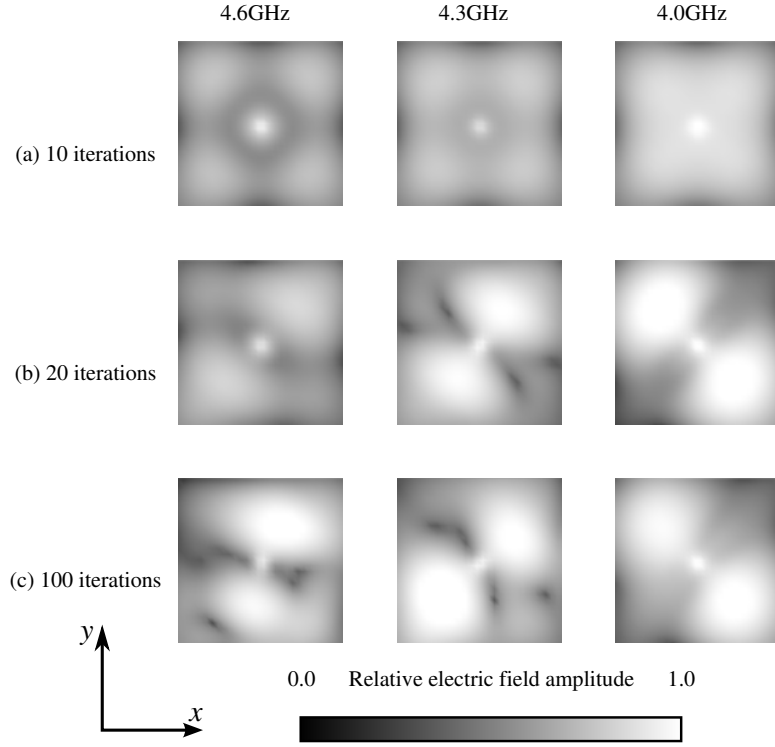 4.6GHz 4.3GHz 4.0GHz
(a) 10 iterations
(b) 20 iterations
(c) 100 iterations
y
x
0.0 Relative electric field amplitude 1.0